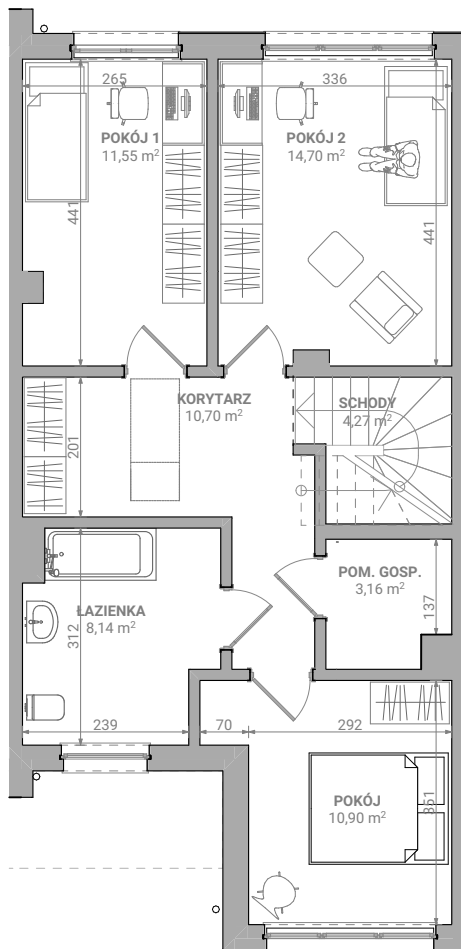 265
336
POKÓJ 1
11,55 m²
POKÓJ 2
14,70 m²
441
441
KORYTARZ
10,70 m²
SCHODY
4,27 m²
201
POM. GOSP.
3,16 m²
137
ŁAZIENKA
8,14 m²
312
239
70
292
POKÓJ
10,90 m²
351